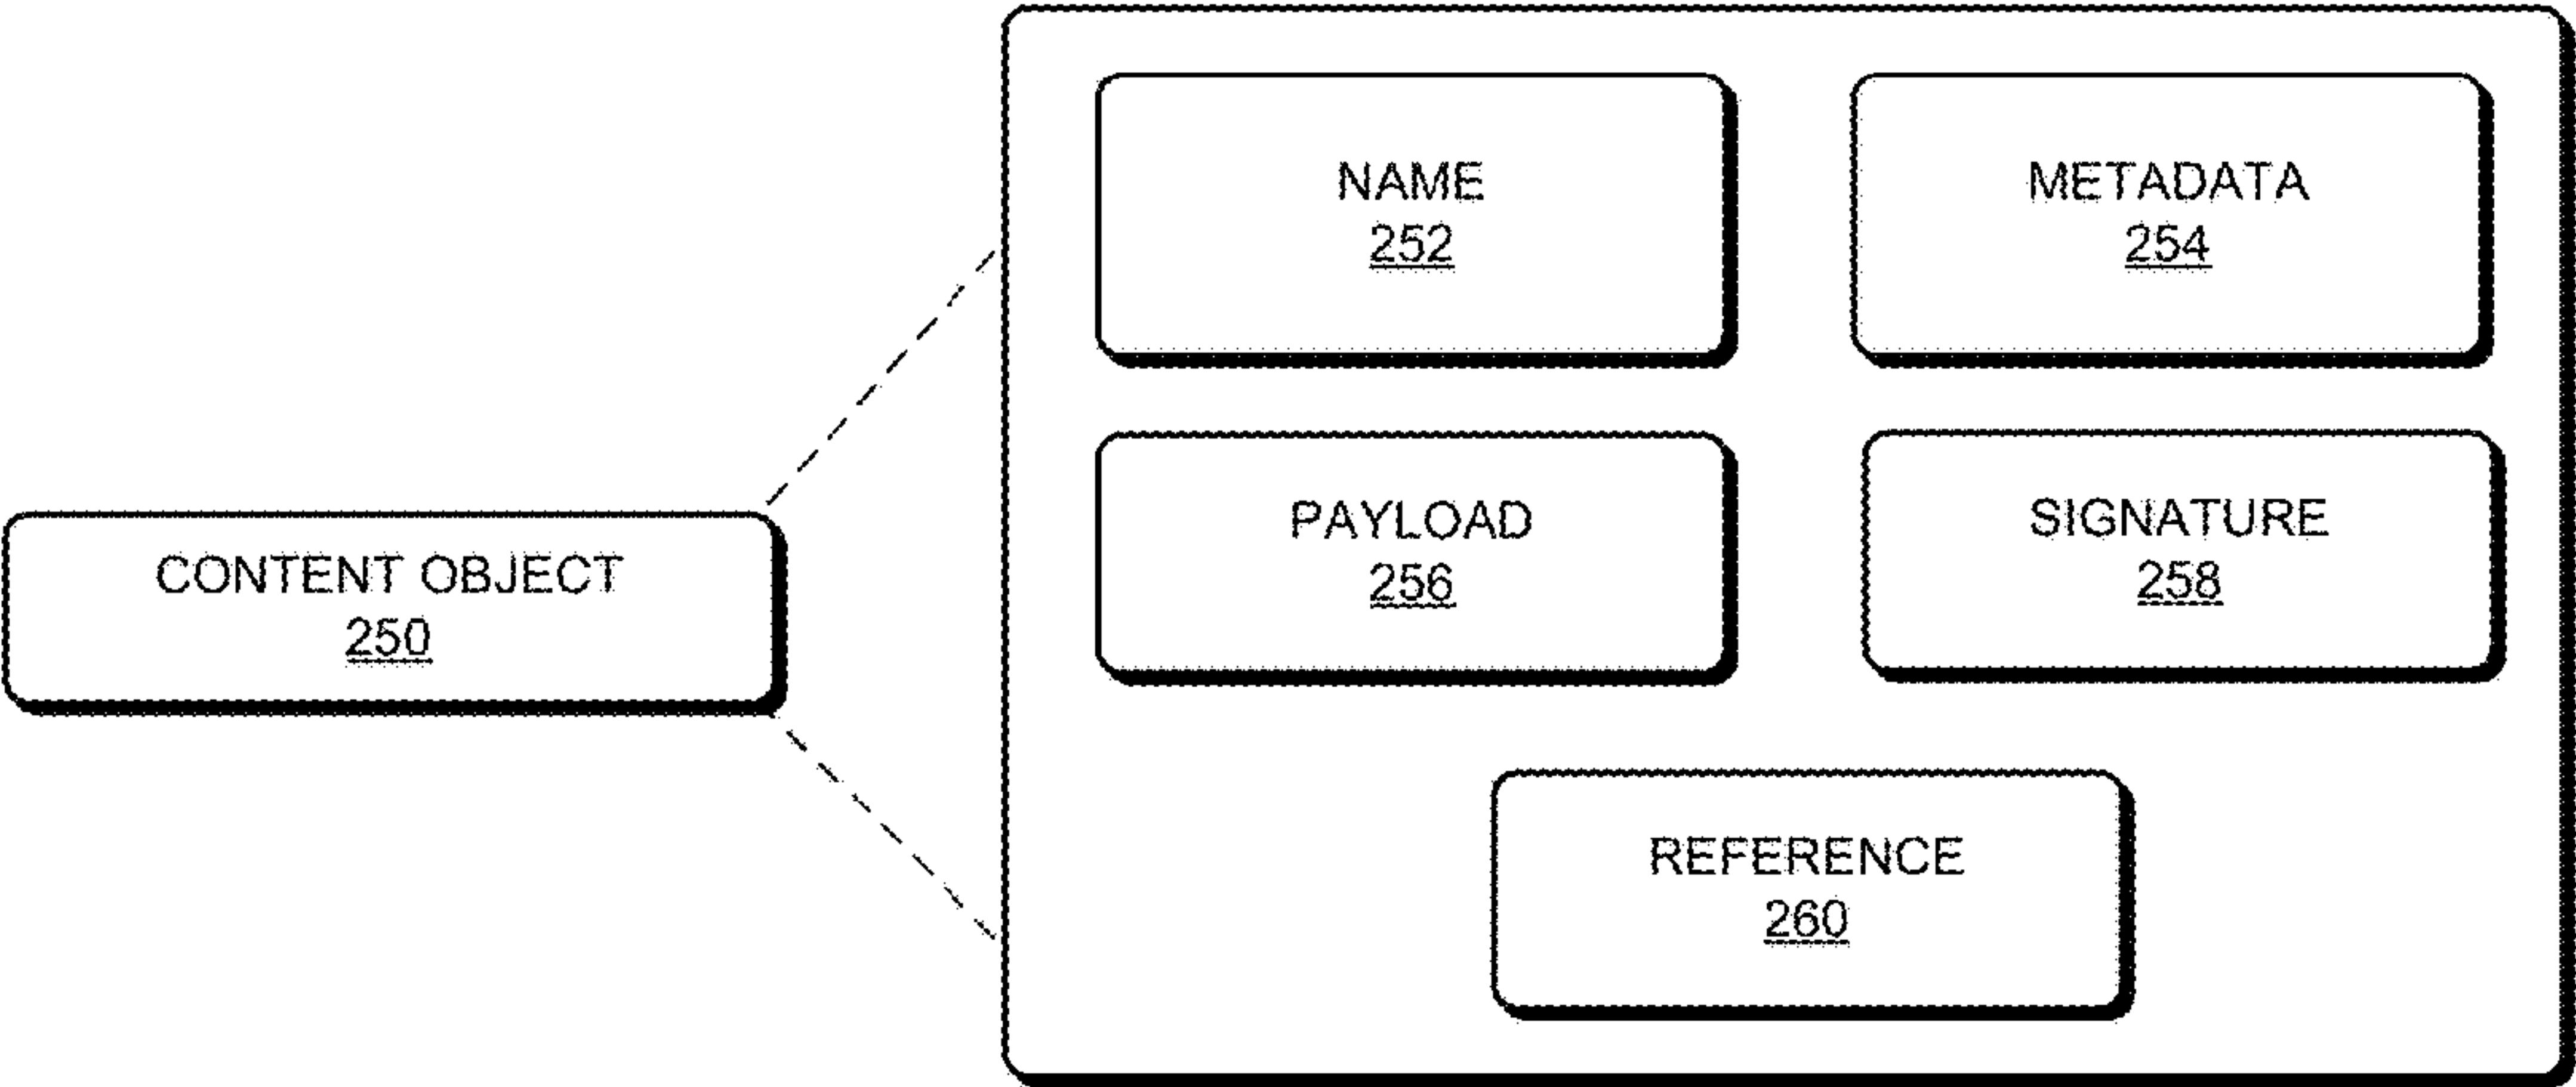 NAME
252
METADATA
254
PAYLOAD
256
SIGNATURE
258
CONTENT OBJECT
250
REFERENCE
260